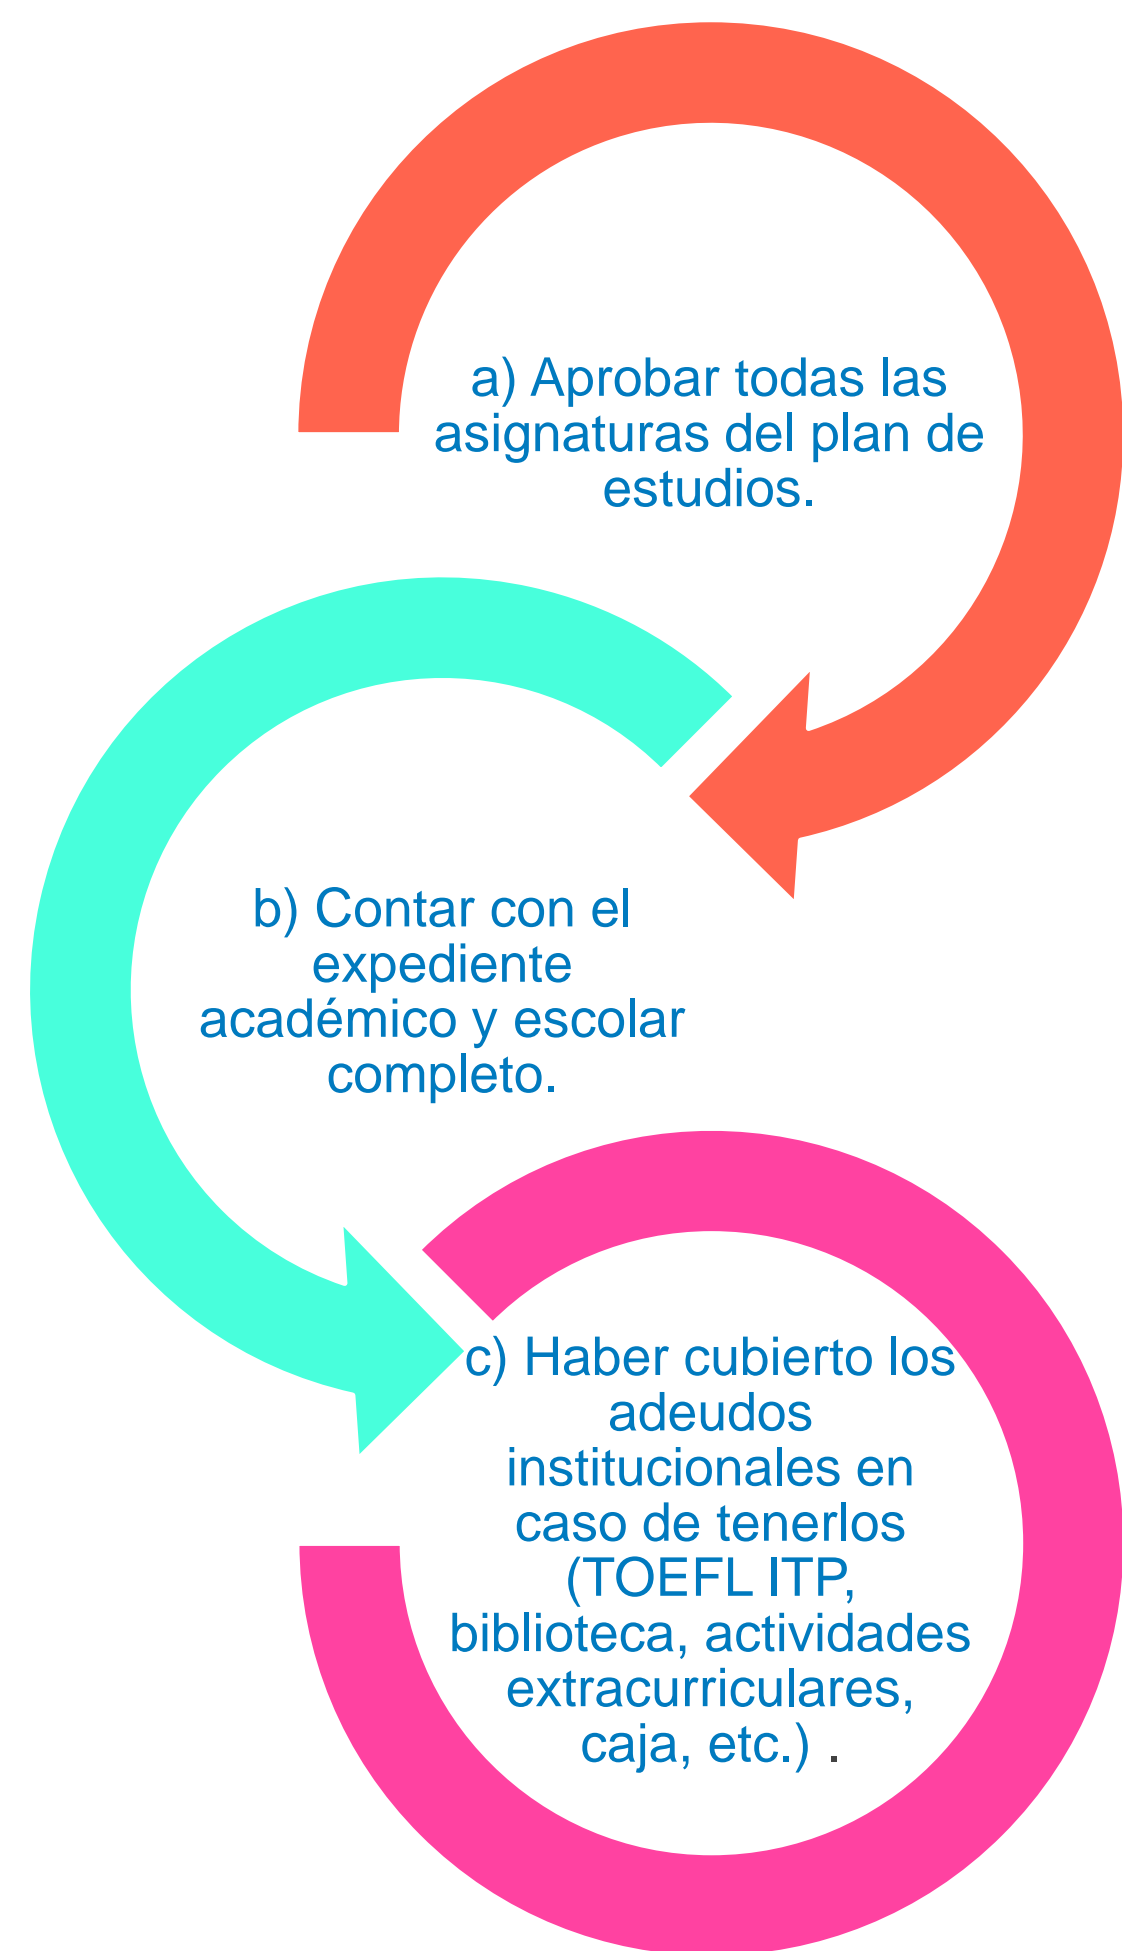 a) Aprobar todas las
asignaturas del plan de
estudios.
b) Contar con el
expediente
académico y escolar
completo.
c) Haber cubierto los
adeudos
institucionales en
caso de tenerlos
(TOEFL ITP,
biblioteca, actividades
extracurriculares,
caja, etc.) .